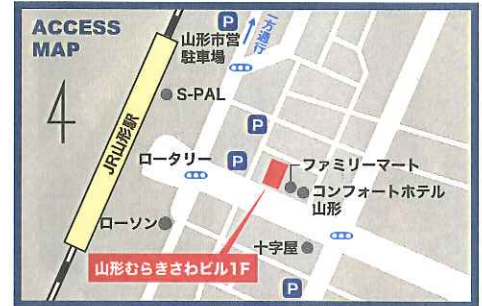 ACCESS
MAP
P
山形市営
駐車場
一方通行
S-PAL
JR山形駅
P
ロータリー
P
ファミリーマート
コンフォートホテル
山形
ローソン
十字屋
山形むらきさわビル1F
P